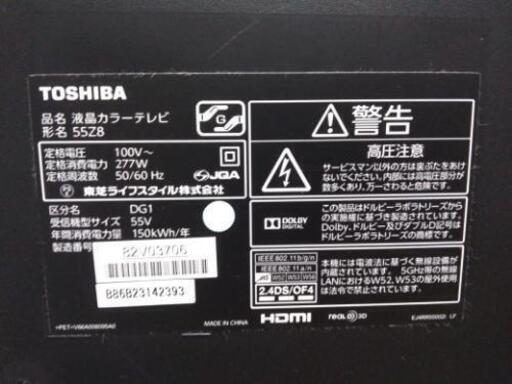 TOSHIBA
品名 液晶カラーテレビ
形名 55Z8
定格電圧: 100V~
定格消費電力: 277W
定格周波数: 50/60 Hz
JGA
東芝ライフスタイル株式会社
区分名: DG1
受信機型サイズ: 55V
年間消費電力量: 150kWh/年
製造番号
82V03706
B86B23142393
MADE IN CHINA
警告
高圧注意
サービスマン以外の方は裏ぶたをあけ
ないでください。内部には高電圧部分が
数多くあり、万一さわると危険です。
DOLBY
DIGITAL
この製品はドルビーラボラトリーズから
の実施権に基づき製造されています。
Dolby、ドルビー及びダブルD記号は
ドルビーラボラトリーズの商標です。
IEEE802.11b/g/n
IEEE802.11a/n
W52 W53 W56
2.4DS/OF4
本機には電波法に基づく無線設備が
内蔵されています。 5GHz帯の無線
LANにおけるW52、W53の屋外使用
は法令により禁止されています。
HDMI
REAL D 3D